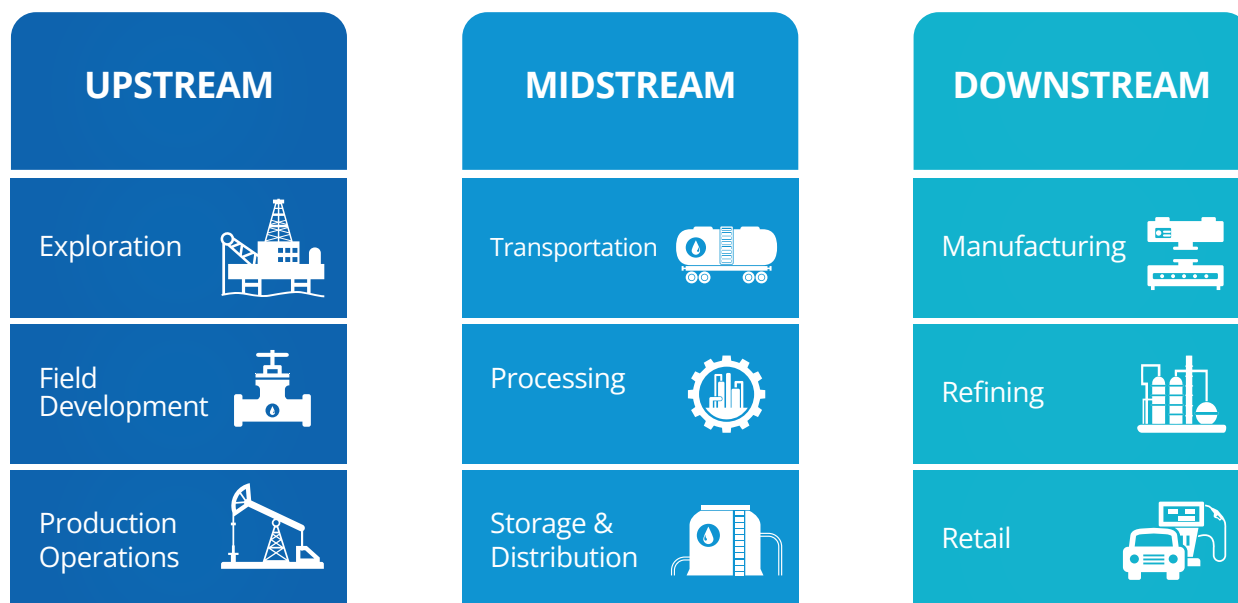 UPSTREAM
Exploration
Field
Development
Production
Operations
MIDSTREAM
Transportation
Processing
Storage &
Distribution
DOWNSTREAM
Manufacturing
Refining
Retail